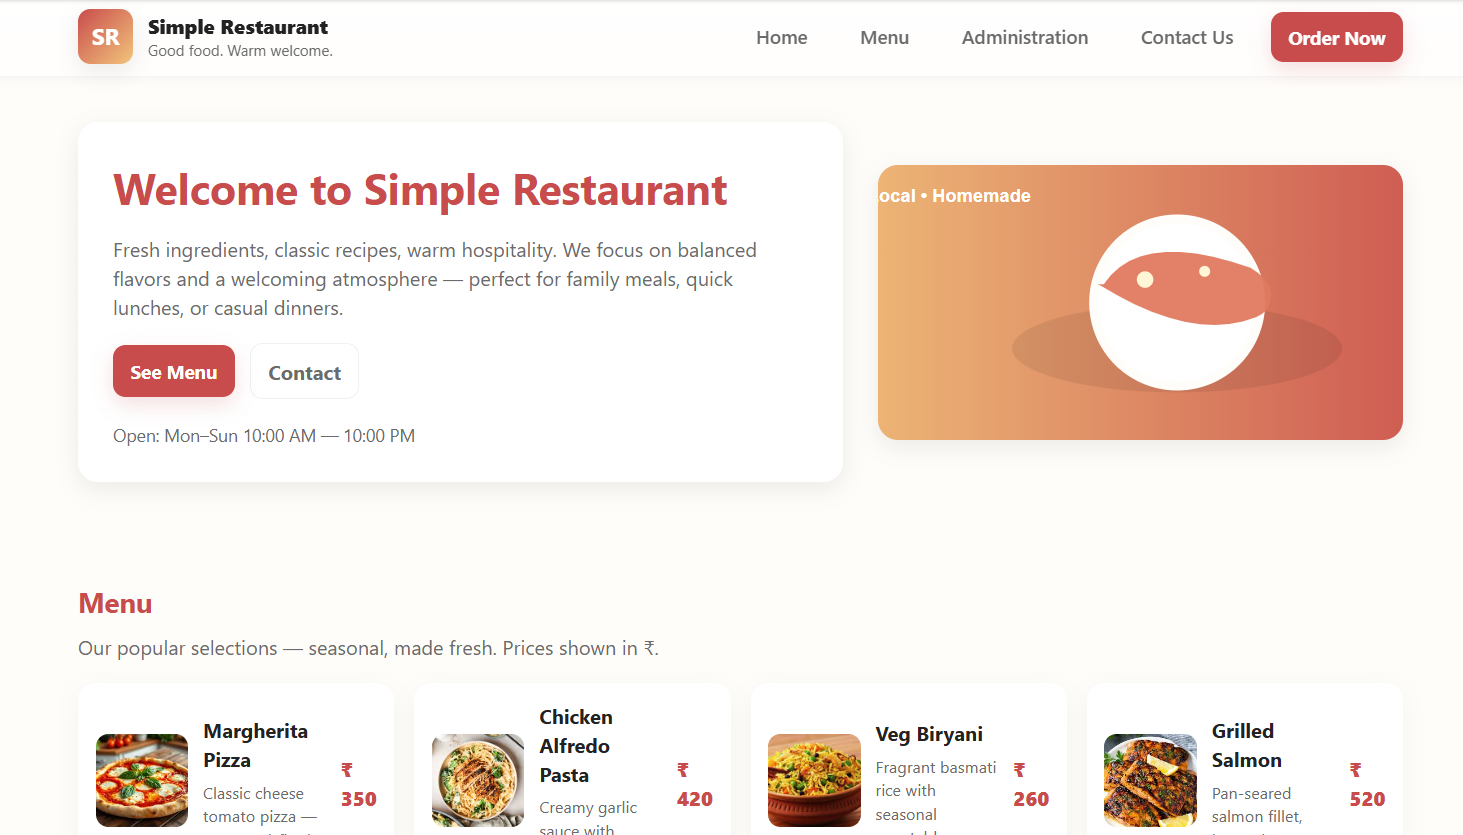 SR
Simple Restaurant
Good food. Warm welcome.
Home
Menu
Administration
Contact Us
Order Now
Welcome to Simple Restaurant
Fresh ingredients, classic recipes, warm hospitality. We focus on balanced
flavors and a welcoming atmosphere — perfect for family meals, quick
lunches, or casual dinners.
See Menu
Contact
Open: Mon–Sun 10:00 AM — 10:00 PM
ocal • Homemade
Menu
Our popular selections — seasonal, made fresh. Prices shown in ₹.
Margherita
Pizza
Classic cheese
tomato pizza —
₹
350
Chicken
Alfredo
Pasta
Creamy garlic
sauce with
₹
420
Veg Biryani
Fragrant basmati
rice with
seasonal
₹
260
Grilled
Salmon
Pan-seared
salmon fillet,
₹
520